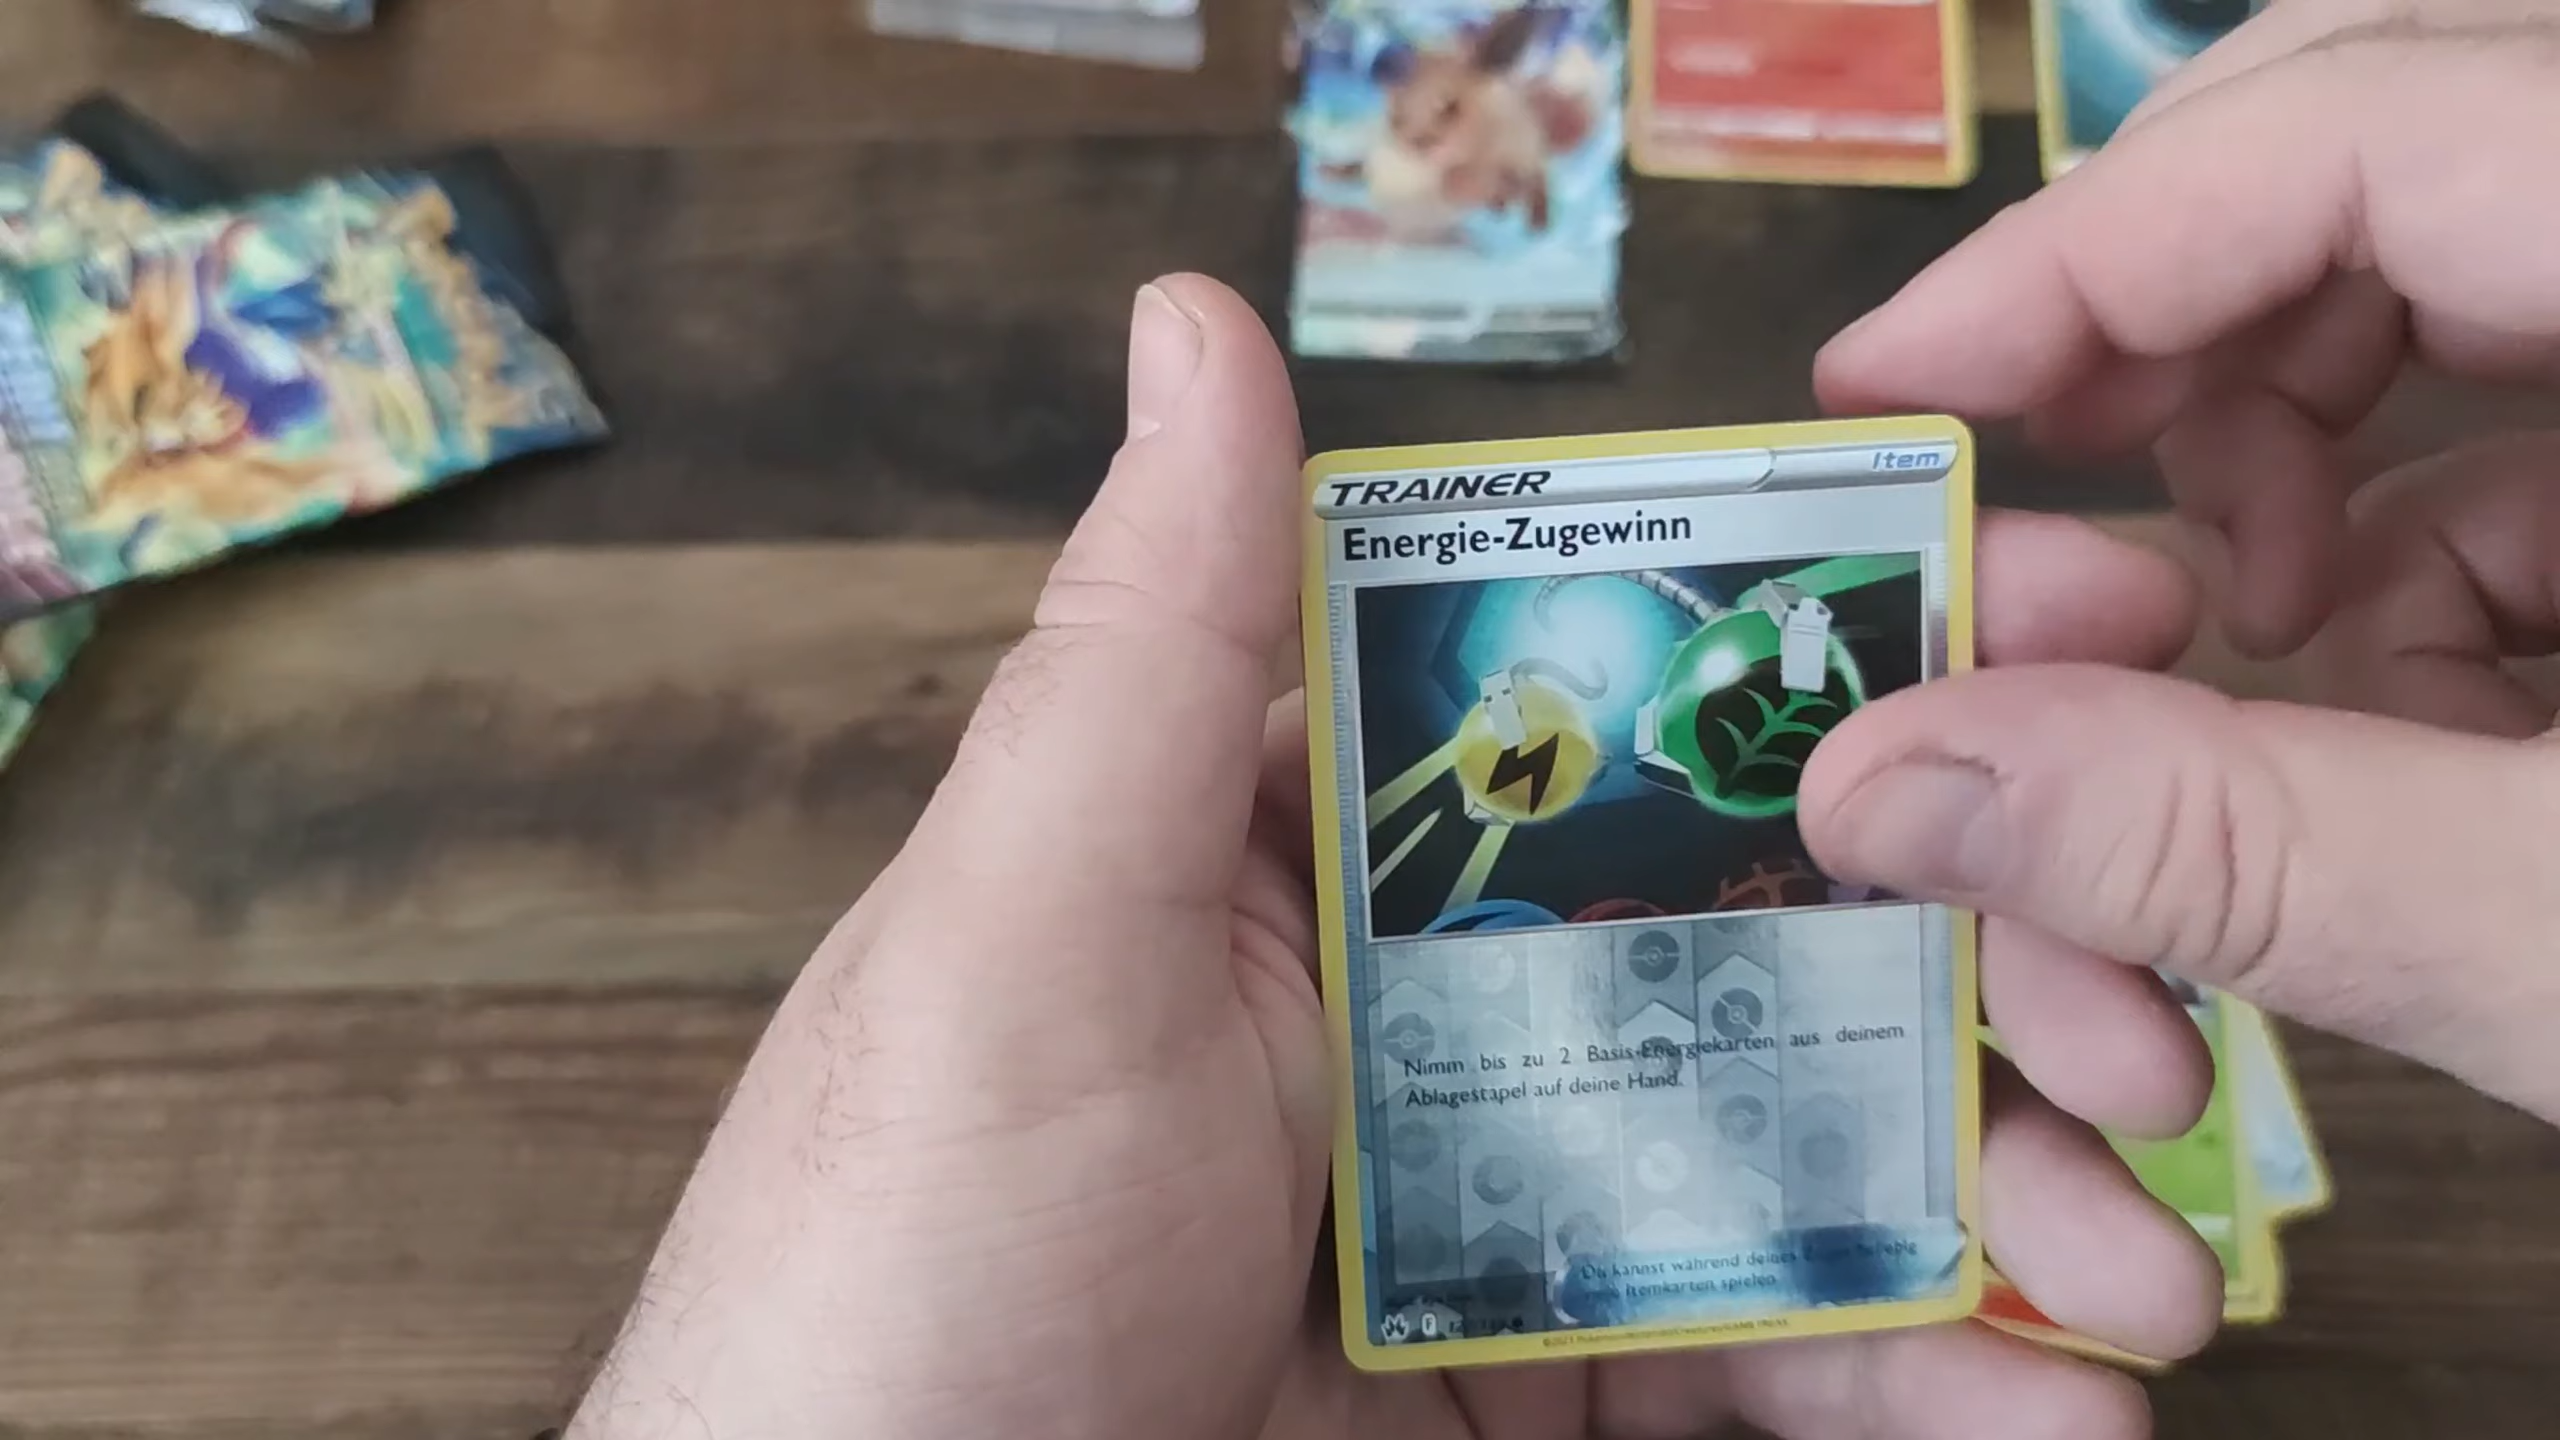 TRAINER
Item
Energie-Zugewinn
Nimm bis zu 2 Basis-Energiekarten aus deinem
Ablagestapel auf deine Hand.
Du kannst während deines
Itemkarten spielen.
F